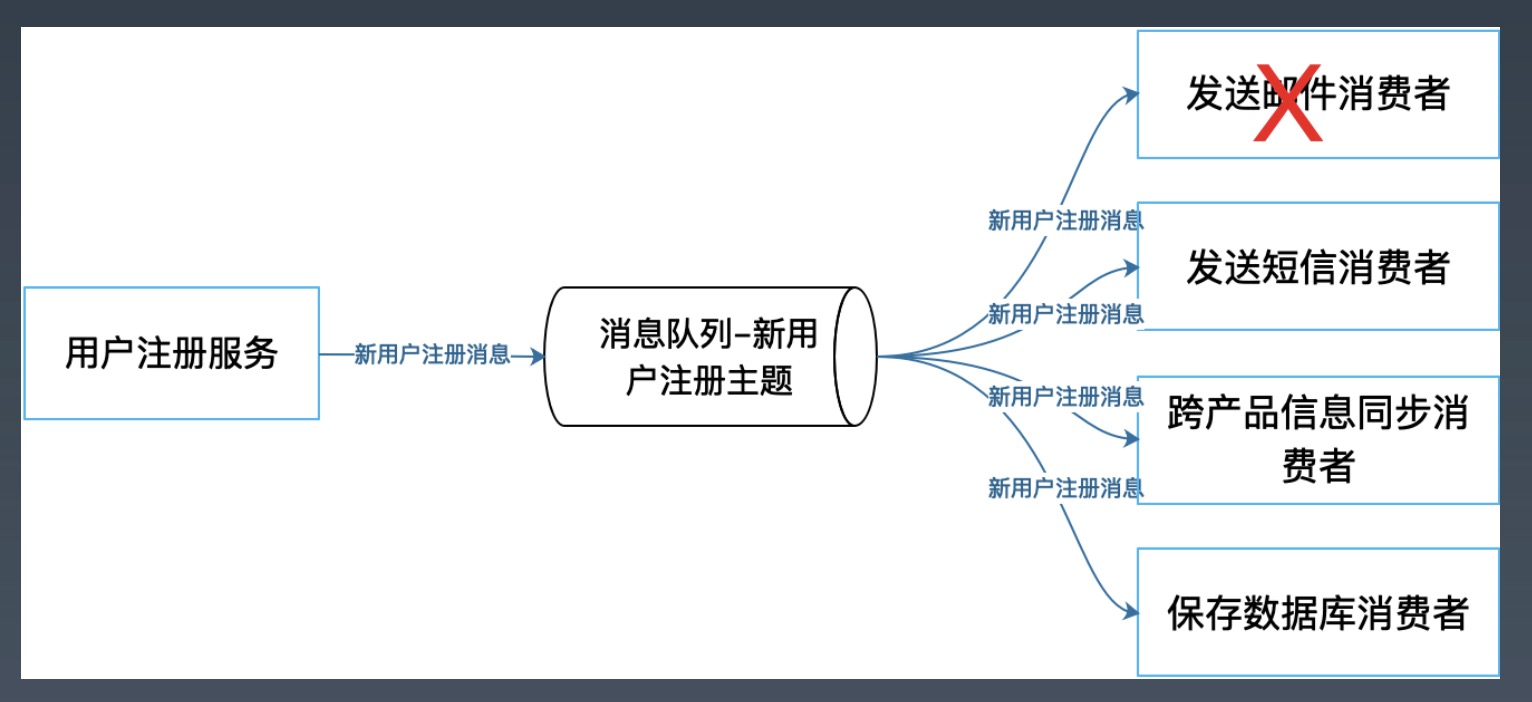 发送邮件消费者
新用户注册消息
发送短信消费者
新用户注册消息
用户注册服务
新用户注册消息
消息队列-新用
户注册主题
新用户注册消息
跨产品信息同步消
费者
新用户注册消息
保存数据库消费者